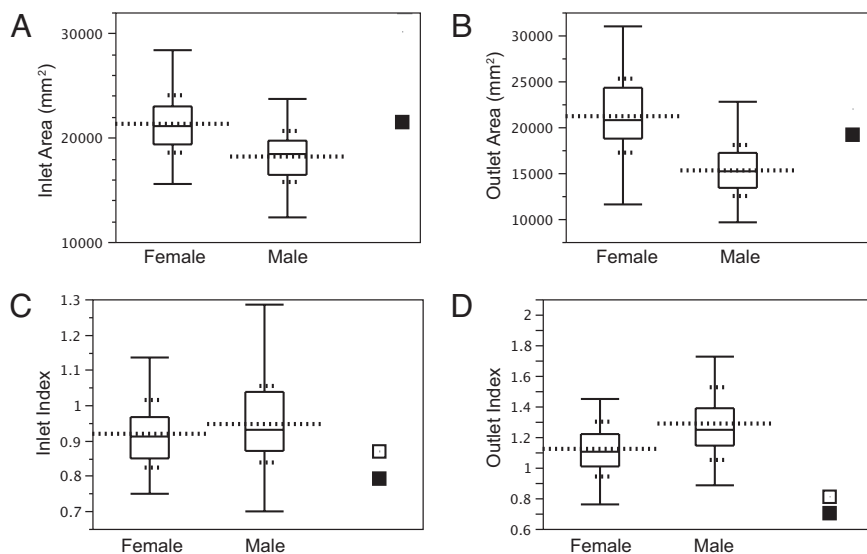 A
Inlet Area (mm²)
30000
20000
10000
Female Male
B
Outlet Area (mm²)
30000
25000
20000
15000
10000
Female Male
C
Inlet Index
1.3
1.2
1.1
1
0.9
0.8
0.7
Female Male
D
Outlet Index
2
1.8
1.6
1.4
1.2
1
0.8
0.6
Female Male